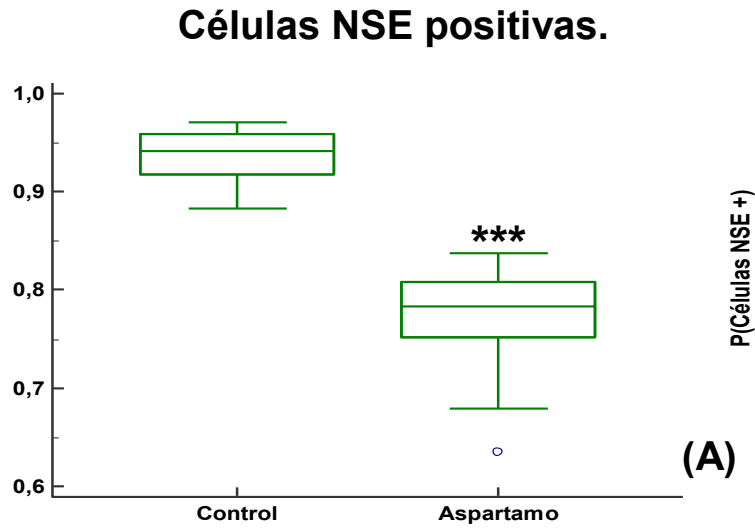 Células NSE positivas.
1,0
0,9
0,8
0,7
0,6
***
P(Células NSE +)
(A)
Control Aspartamo